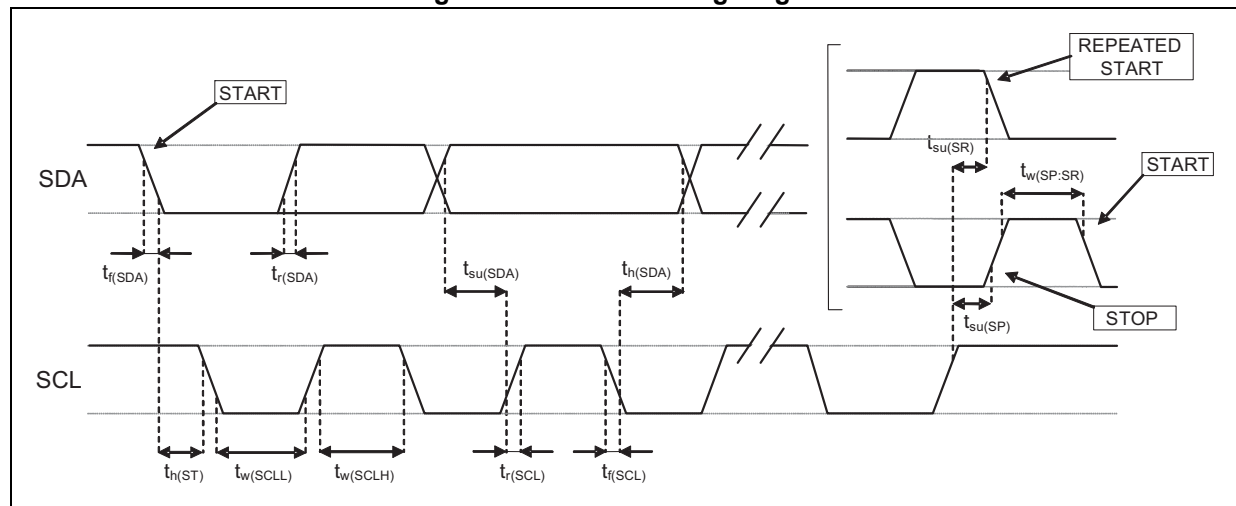 REPEATED
START
START
t_su(SR)
t_w(SP:SR)
START
SDA
t_f(SDA)
t_r(SDA)
t_su(SDA)
t_h(SDA)
t_su(SP)
STOP
SCL
t_h(ST)
t_w(SCLL)
t_w(SCLH)
t_r(SCL)
t_f(SCL)